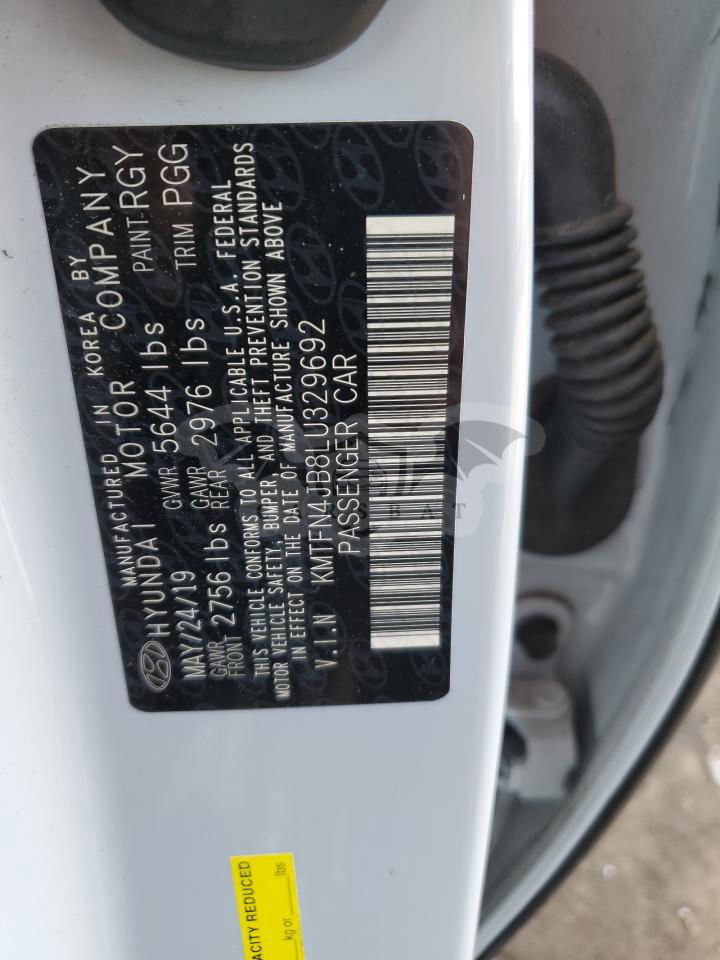 MANUFACTURED IN KOREA BY
HYUNDAI MOTOR COMPANY
MAY/24/19 GVWR 5644 lbs PAINT RGY
GAWR FRONT 2756 lbs GAWR REAR 2976 lbs TRIM PGG
THIS VEHICLE CONFORMS TO ALL APPLICABLE U.S.A. FEDERAL
MOTOR VEHICLE SAFETY, BUMPER, AND THEFT PREVENTION STANDARDS
IN EFFECT ON THE DATE OF MANUFACTURE SHOWN ABOVE
V.I.N KMTFN4JB8LU329692
PASSENGER CAR
ACITY REDUCED
kg or lbs